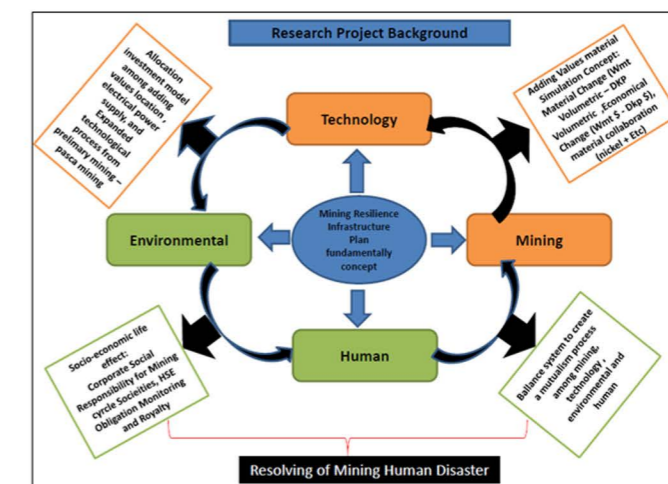 Research Project Background
Allocation
investment model
among adding
values location ,
electrical power
supply, and
Expanded
technological
process from
prelimary mining –
pasca mining
Technology
Adding Values material
Simulation Concept:
Material Change (Wmt
Volumetric – DKP
Volumetric ,Economical
Change (Wmt $ - Dkp $),
material collaboration
(nickel + Etc)
Environmental
Mining Resilience
Infrastructure
Plan
fundamentally
concept
Mining
Socio-economic life
effect:
Corporate Social
Responsibility for Mining
cyrcle Socieities, HSE
Obligation Monitoring
and Royalty
Human
Ballance system to create
a mutualism process
among mining,
technology ,
environmental and
human
Resolving of Mining Human Disaster